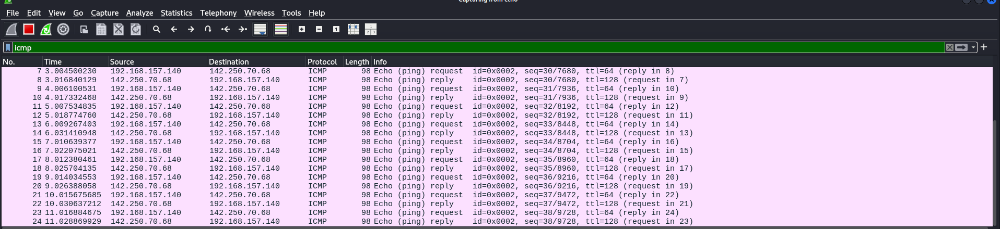 Capturing from eth0
File Edit View Go Capture Analyze Statistics Telephony Wireless Tools Help
icmp
No. Time Source Destination Protocol Length Info
7 3.004500230 192.168.157.140 142.250.70.68 ICMP 98 Echo (ping) request id=0x0002, seq=30/7680, ttl=64 (reply in 8)
8 3.016840129 142.250.70.68 192.168.157.140 ICMP 98 Echo (ping) reply id=0x0002, seq=30/7680, ttl=128 (request in 7)
9 4.006100531 192.168.157.140 142.250.70.68 ICMP 98 Echo (ping) request id=0x0002, seq=31/7936, ttl=64 (reply in 10)
10 4.017332468 142.250.70.68 192.168.157.140 ICMP 98 Echo (ping) reply id=0x0002, seq=31/7936, ttl=128 (request in 9)
11 5.007534835 192.168.157.140 142.250.70.68 ICMP 98 Echo (ping) request id=0x0002, seq=32/8192, ttl=64 (reply in 12)
12 5.018774760 142.250.70.68 192.168.157.140 ICMP 98 Echo (ping) reply id=0x0002, seq=32/8192, ttl=128 (request in 11)
13 6.009267403 192.168.157.140 142.250.70.68 ICMP 98 Echo (ping) request id=0x0002, seq=33/8448, ttl=64 (reply in 14)
14 6.031410948 142.250.70.68 192.168.157.140 ICMP 98 Echo (ping) reply id=0x0002, seq=33/8448, ttl=128 (request in 13)
15 7.010639377 192.168.157.140 142.250.70.68 ICMP 98 Echo (ping) request id=0x0002, seq=34/8704, ttl=64 (reply in 16)
16 7.022075021 142.250.70.68 192.168.157.140 ICMP 98 Echo (ping) reply id=0x0002, seq=34/8704, ttl=128 (request in 15)
17 8.012380461 192.168.157.140 142.250.70.68 ICMP 98 Echo (ping) request id=0x0002, seq=35/8960, ttl=64 (reply in 18)
18 8.025704135 142.250.70.68 192.168.157.140 ICMP 98 Echo (ping) reply id=0x0002, seq=35/8960, ttl=128 (request in 17)
19 9.014034553 192.168.157.140 142.250.70.68 ICMP 98 Echo (ping) request id=0x0002, seq=36/9216, ttl=64 (reply in 20)
20 9.026388058 142.250.70.68 192.168.157.140 ICMP 98 Echo (ping) reply id=0x0002, seq=36/9216, ttl=128 (request in 19)
21 10.015675685 192.168.157.140 142.250.70.68 ICMP 98 Echo (ping) request id=0x0002, seq=37/9472, ttl=64 (reply in 22)
22 10.030637212 142.250.70.68 192.168.157.140 ICMP 98 Echo (ping) reply id=0x0002, seq=37/9472, ttl=128 (request in 21)
23 11.016884675 192.168.157.140 142.250.70.68 ICMP 98 Echo (ping) request id=0x0002, seq=38/9728, ttl=64 (reply in 24)
24 11.028869929 142.250.70.68 192.168.157.140 ICMP 98 Echo (ping) reply id=0x0002, seq=38/9728, ttl=128 (request in 23)